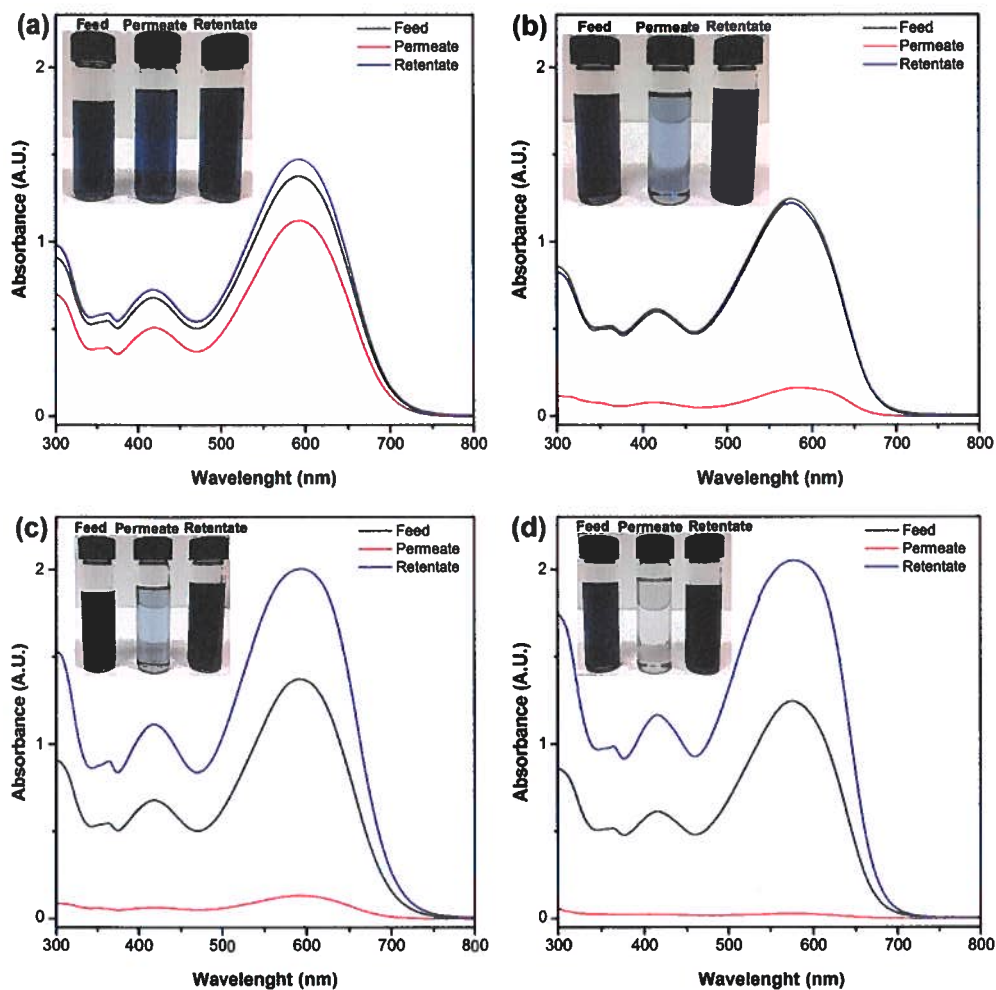 (a)
Feed Permeate Retentate
Feed
Permeate
Retentate
2
1
0
Absorbance (A.U.)
300 400 500 600 700 800
Wavelenght (nm)
(b)
Feed Permeate Retentate
Feed
Permeate
Retentate
2
1
0
Absorbance (A.U.)
300 400 500 600 700 800
Wavelenght (nm)
(c)
Feed Permeate Retentate
Feed
Permeate
Retentate
2
1
0
Absorbance (A.U.)
300 400 500 600 700 800
Wavelenght (nm)
(d)
Feed Permeate Retentate
Feed
Permeate
Retentate
2
1
0
Absorbance (A.U.)
300 400 500 600 700 800
Wavelenght (nm)